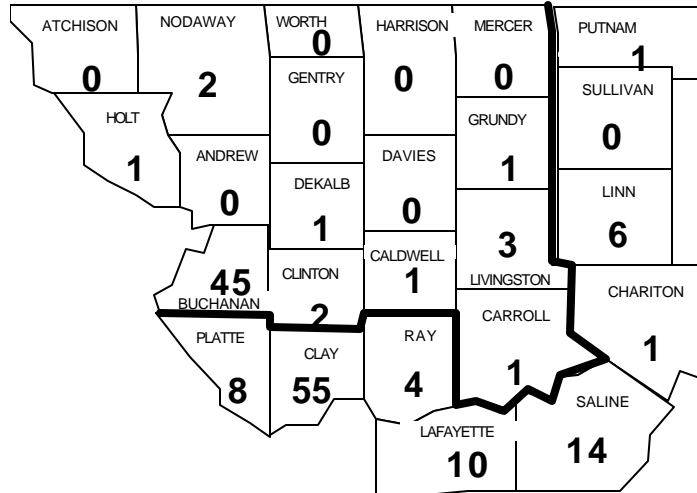 ATCHISON
0
NODAWAY
2
WORTH
0
HARRISON
0
MERCER
0
PUTNAM
1
GENTRY
0
SULLIVAN
0
HOLT
1
GRUNDY
1
ANDREW
0
DAVIES
0
DEKALB
1
LINN
6
3
LIVINGSTON
45
BUCHANAN
CLINTON
2
CALDWELL
1
CHARITON
1
CARROLL
1
PLATTE
8
CLAY
55
RAY
4
SALINE
14
LAFAYETTE
10